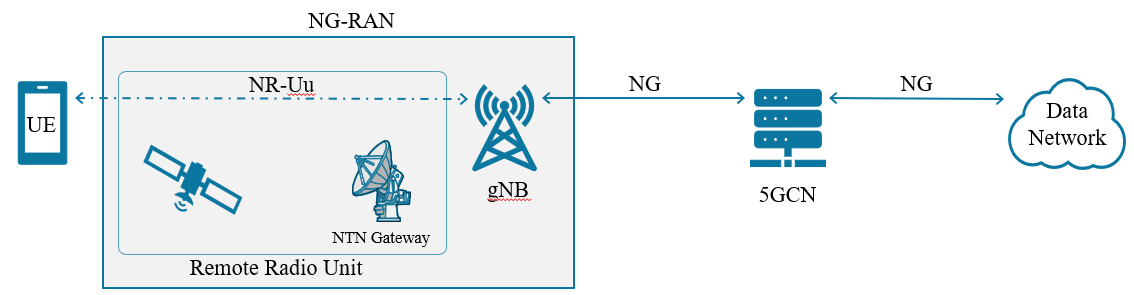 NG-RAN
NR-Uu
NG
NG
UE
Data
Network
gNB
5GCN
NTN Gateway
Remote Radio Unit